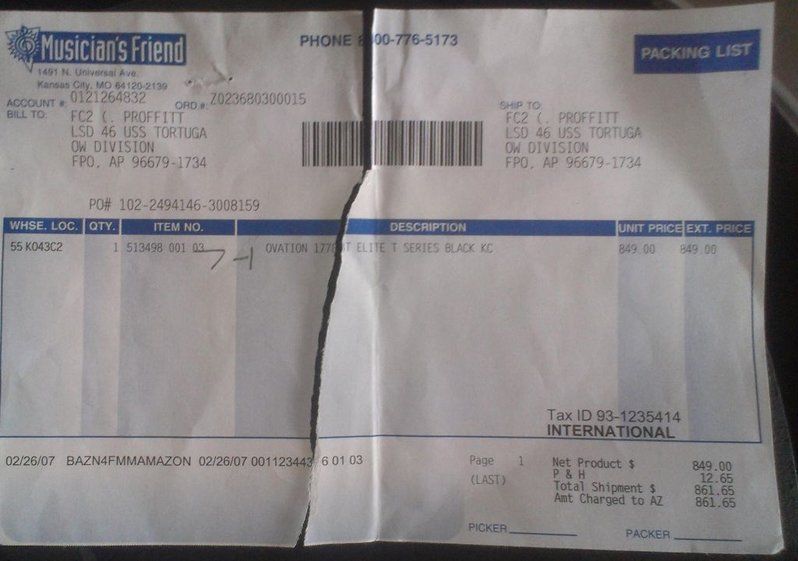 Musician's Friend
1491 N. Universal Ave.
Kansas City, MO 64120-2139
PHONE 800-776-5173
PACKING LIST
ACCOUNT #: 0121264832 ORD.#: Z023680300015
BILL TO: FC2 (. PROFFITT
LSD 46 USS TORTUGA
OW DIVISION
FPO, AP 96679-1734
SHIP TO:
FC2 (. PROFFITT
LSD 46 USS TORTUGA
OW DIVISION
FPO, AP 96679-1734
PO# 102-2494146-3008159
WHSE. LOC. QTY. ITEM NO. DESCRIPTION UNIT PRICE EXT. PRICE
55 K043C2 1 513498 001 03 7-1 OVATION ELITE T SERIES BLACK KC 849.00 849.00
Tax ID 93-1235414
INTERNATIONAL
02/26/07 BAZN4FMMAMAZON 02/26/07 001123443 6 01 03
Page 1
(LAST)
Net Product $ 849.00
P & H 12.65
Total Shipment $ 861.65
Amt Charged to AZ 861.65
PICKER
PACKER